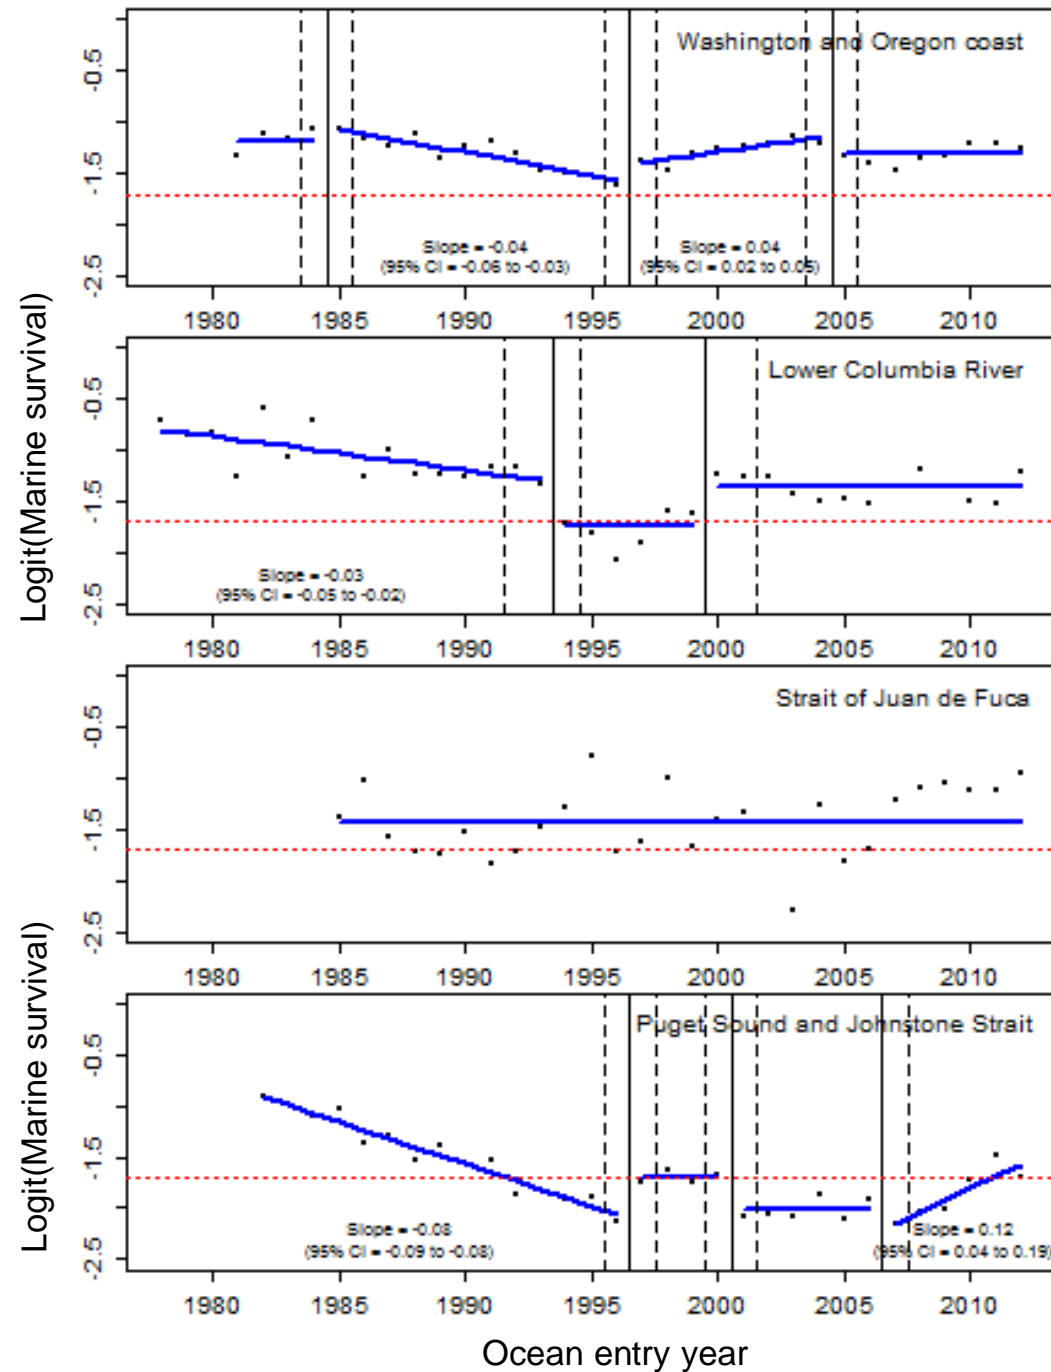 Washington and Oregon coast
-0.5
-1.5
-2.5
Slope = -0.04
(95% CI = -0.06 to -0.03)
Slope = 0.04
(95% CI = 0.02 to 0.05)
1980 1985 1990 1995 2000 2005 2010
Logit(Marine survival)
Lower Columbia River
-0.5
-1.5
-2.5
Slope = -0.03
(95% CI = -0.05 to -0.02)
1980 1985 1990 1995 2000 2005 2010
Strait of Juan de Fuca
-0.5
-1.5
-2.5
1980 1985 1990 1995 2000 2005 2010
Logit(Marine survival)
Puget Sound and Johnstone Strait
-0.5
-1.5
-2.5
Slope = -0.08
(95% CI = -0.09 to -0.08)
Slope = 0.12
(95% CI = 0.04 to 0.19)
1980 1985 1990 1995 2000 2005 2010
Ocean entry year